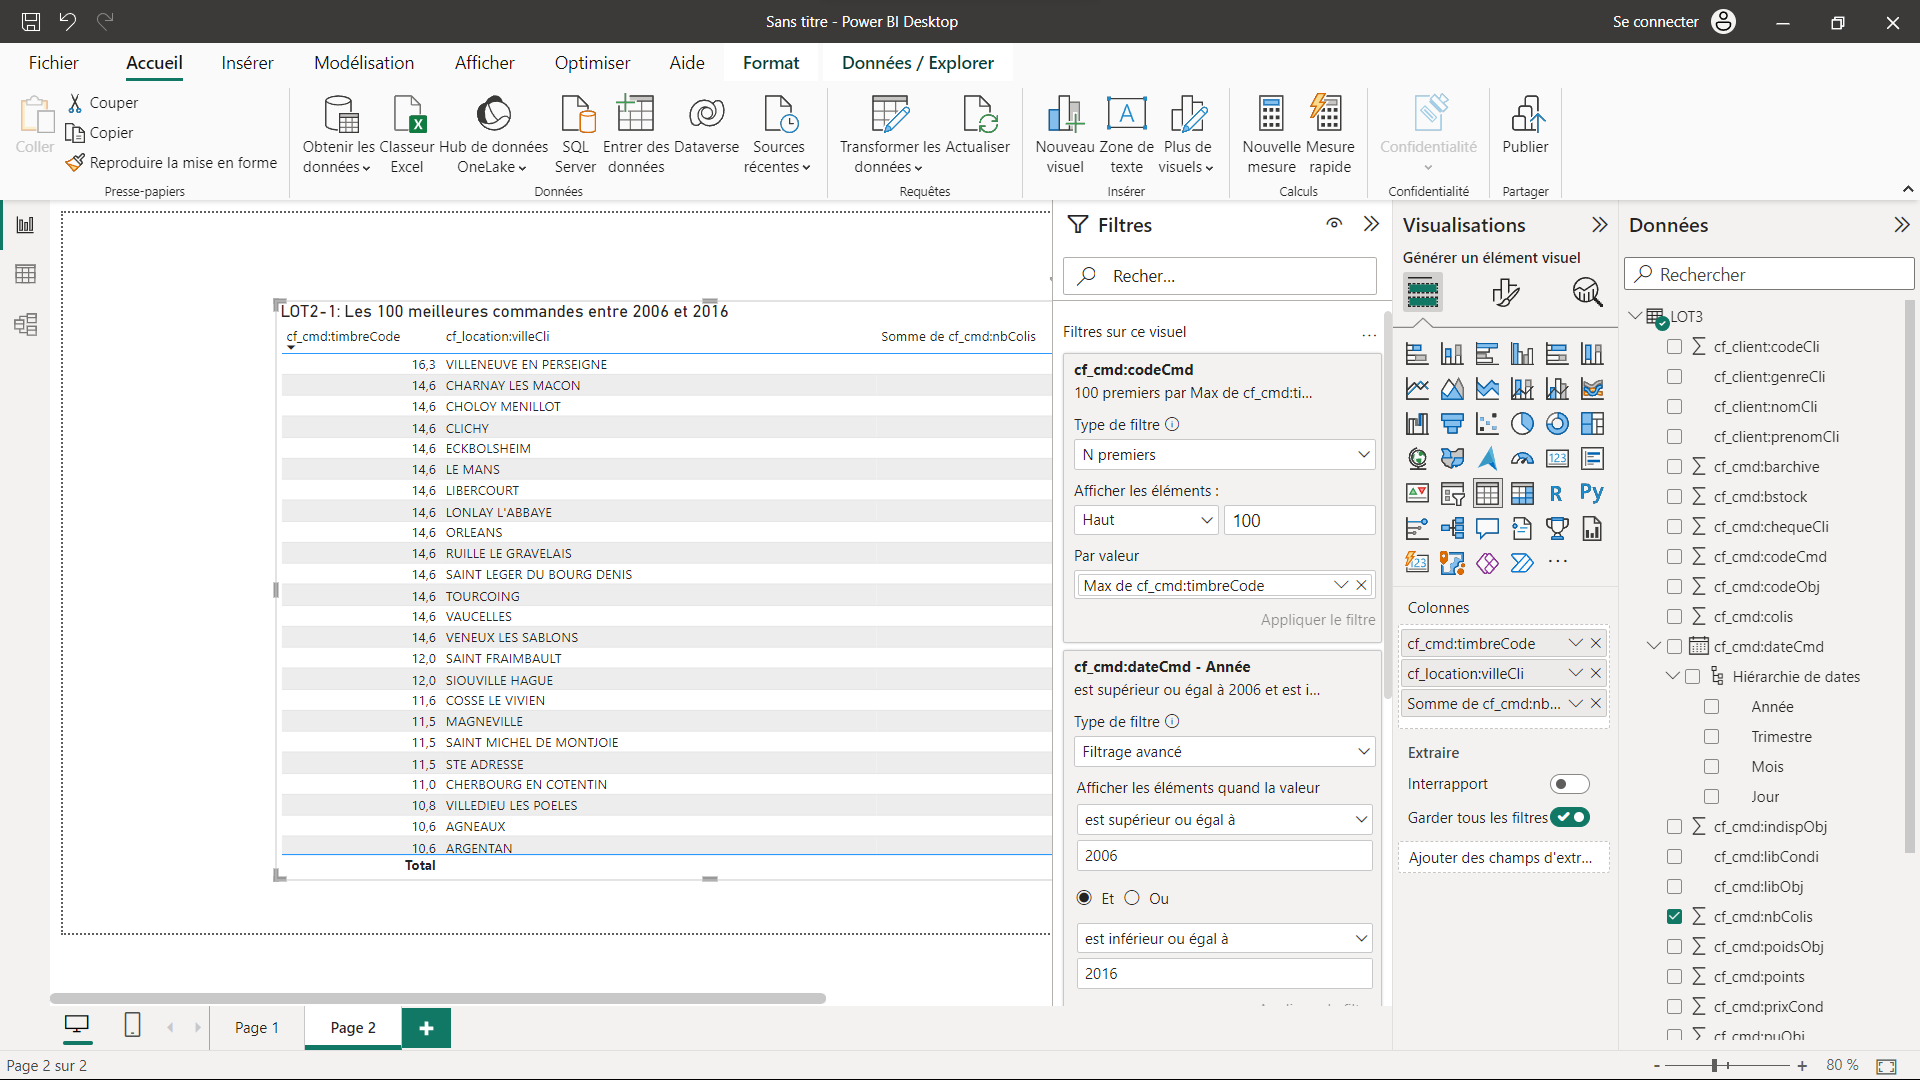 Sans titre - Power BI Desktop
Se connecter
Fichier
Accueil
Insérer
Modélisation
Afficher
Optimiser
Aide
Format
Données / Explorer
Coller
Couper
Copier
Reproduire la mise en forme
Presse-papiers
Obtenir les données
Classeur Excel
Hub de données OneLake
SQL Server
Entrer des données
Dataverse
Sources récentes
Données
Transformer les données
Actualiser
Requêtes
Nouveau visuel
Zone de texte
Plus de visuels
Insérer
Nouvelle mesure
Mesure rapide
Calculs
Confidentialité
Confidentialité
Publier
Partager
LOT2-1: Les 100 meilleures commandes entre 2006 et 2016
cf_cmd:timbreCode cf_location:villeCli Somme de cf_cmd:nbColis
16,3 VILLENEUVE EN PERSEIGNE
14,6 CHARNAY LES MACON
14,6 CHOLOY MENILLOT
14,6 CLICHY
14,6 ECKBOLSHEIM
14,6 LE MANS
14,6 LIBERCOURT
14,6 LONLAY L'ABBAYE
14,6 ORLEANS
14,6 RUILLE LE GRAVELAIS
14,6 SAINT LEGER DU BOURG DENIS
14,6 TOURCOING
14,6 VAUCELLES
14,6 VENEUX LES SABLONS
12,0 SAINT FRAIMBAULT
12,0 SIOUVILLE HAGUE
11,6 COSSE LE VIVIEN
11,5 MAGNEVILLE
11,5 SAINT MICHEL DE MONTJOIE
11,5 STE ADRESSE
11,0 CHERBOURG EN COTENTIN
10,8 VILLEDIEU LES POELES
10,6 AGNEAUX
10,6 ARGENTAN
Total
Filtres
Recher...
Filtres sur ce visuel
...
cf_cmd:codeCmd
100 premiers par Max de cf_cmd:ti...
Type de filtre
N premiers
Afficher les éléments :
Haut
100
Par valeur
Max de cf_cmd:timbreCode
Appliquer le filtre
cf_cmd:dateCmd - Année
est supérieur ou égal à 2006 et est i...
Type de filtre
Filtrage avancé
Afficher les éléments quand la valeur
est supérieur ou égal à
2006
Et Ou
est inférieur ou égal à
2016
Visualisations
Générer un élément visuel
123
R
Py
123
...
Colonnes
cf_cmd:timbreCode
cf_location:villeCli
Somme de cf_cmd:nb...
Extraire
Interrapport
Garder tous les filtres
Ajouter des champs d'extr...
Données
Rechercher
LOT3
cf_client:codeCli
cf_client:genreCli
cf_client:nomCli
cf_client:prenomCli
cf_cmd:barchive
cf_cmd:bstock
cf_cmd:chequeCli
cf_cmd:codeCmd
cf_cmd:codeObj
cf_cmd:colis
cf_cmd:dateCmd
Hiérarchie de dates
Année
Trimestre
Mois
Jour
cf_cmd:indispObj
cf_cmd:libCondi
cf_cmd:libObj
cf_cmd:nbColis
cf_cmd:poidsObj
cf_cmd:points
cf_cmd:prixCond
cf_cmd:puObj
Page 1
Page 2
+
Page 2 sur 2
- + 80 %